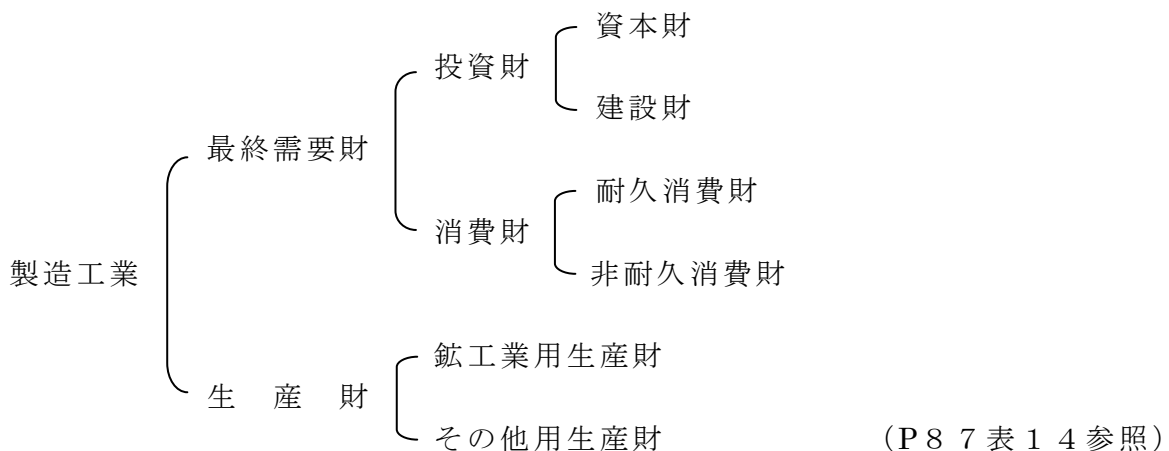 資本財
投資財
建設財
最終需要財
耐久消費財
消費財
製造工業
非耐久消費財
鉱工業用生産財
生　産　財
その他用生産財　（P８７表１４参照）